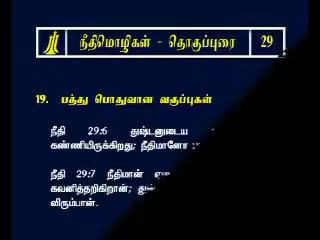 நீதிமொழிகள் - தொகுப்புரை 29
19. பத்து பொதுவான வகுப்புகள்
நீதி 29:6 துஷ்டனுடைய
கண்ணியிருக்கிறது; நீதிமானோ
நீதி 29:7 நீதிமான்
கவனித்தறிகிறான்;
விரும்பான்.